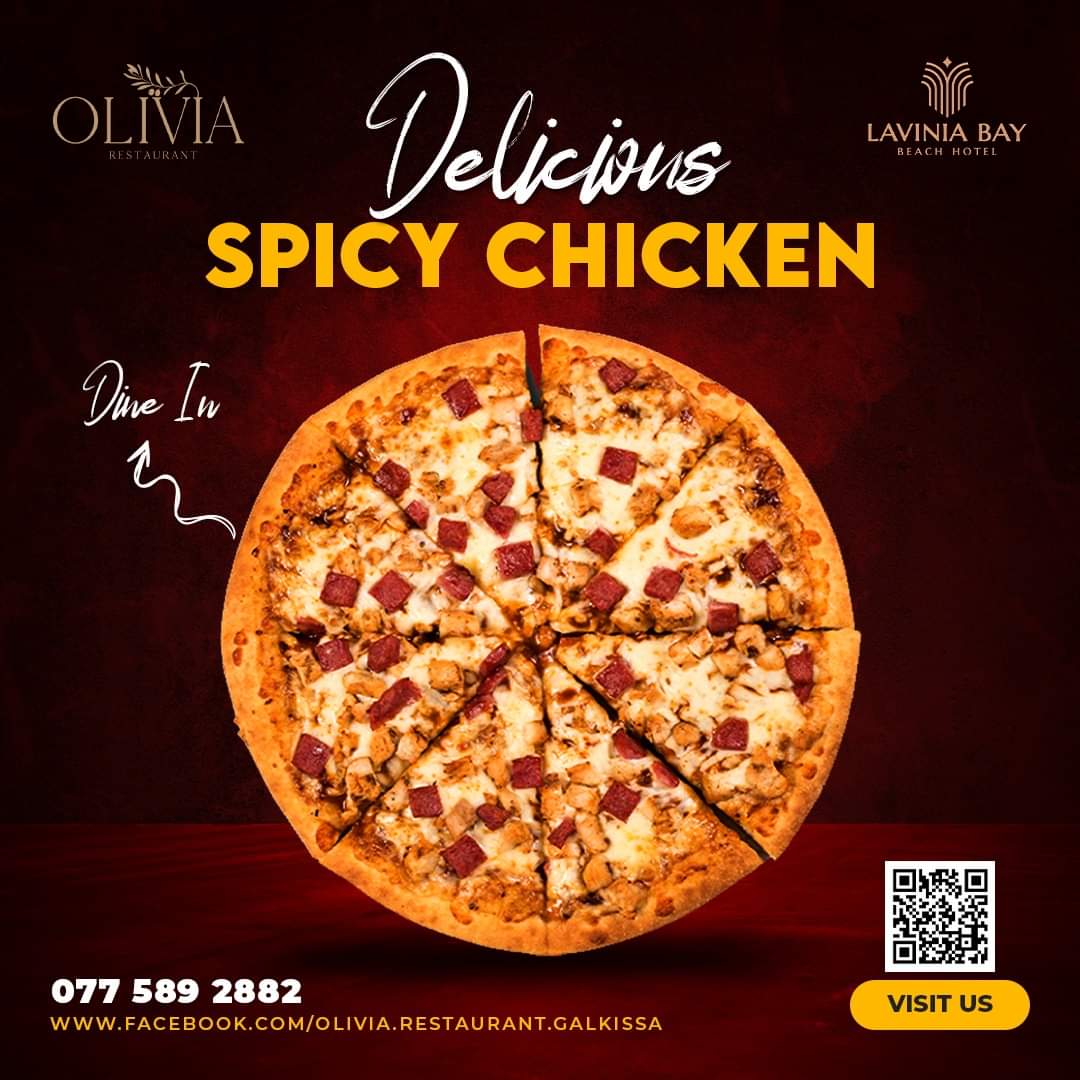 OLIVIA
RESTAURANT
LAVINIA BAY
BEACH HOTEL
Delicious
SPICY CHICKEN
Dine In
077 589 2882
WWW.FACEBOOK.COM/OLIVIA.RESTAURANT.GALKISSA
VISIT US